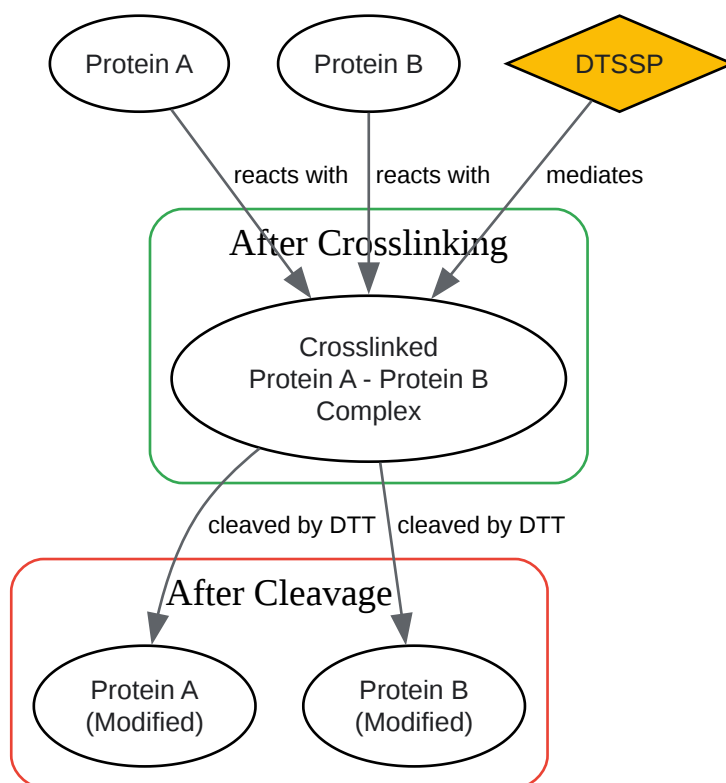 Protein A
Protein B
DTSSP
reacts with
reacts with
mediates
After Crosslinking
Crosslinked
Protein A - Protein B
Complex
cleaved by DTT
cleaved by DTT
After Cleavage
Protein A
(Modified)
Protein B
(Modified)